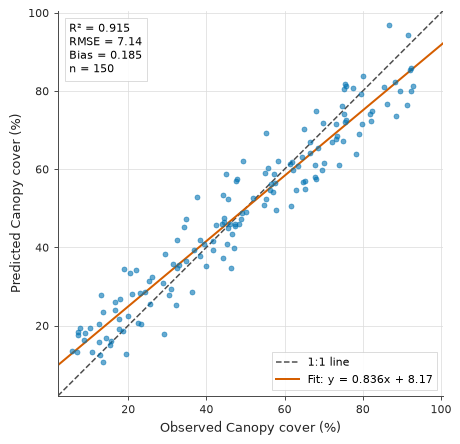 R² = 0.915
RMSE = 7.14
Bias = 0.185
n = 150
100
80
60
40
20
Predicted Canopy cover (%)
1:1 line
Fit: y = 0.836x + 8.17
20 40 60 80 100
Observed Canopy cover (%)